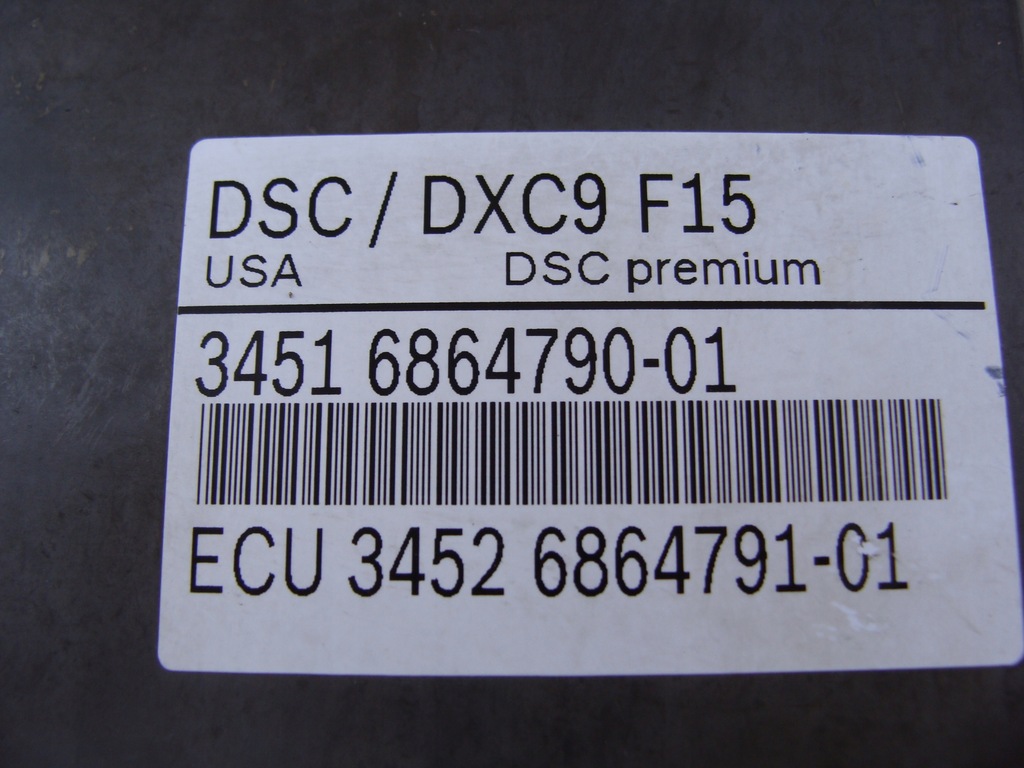 DSC / DXC9 F15
USA DSC premium
3451 6864790-01
ECU 3452 6864791-01